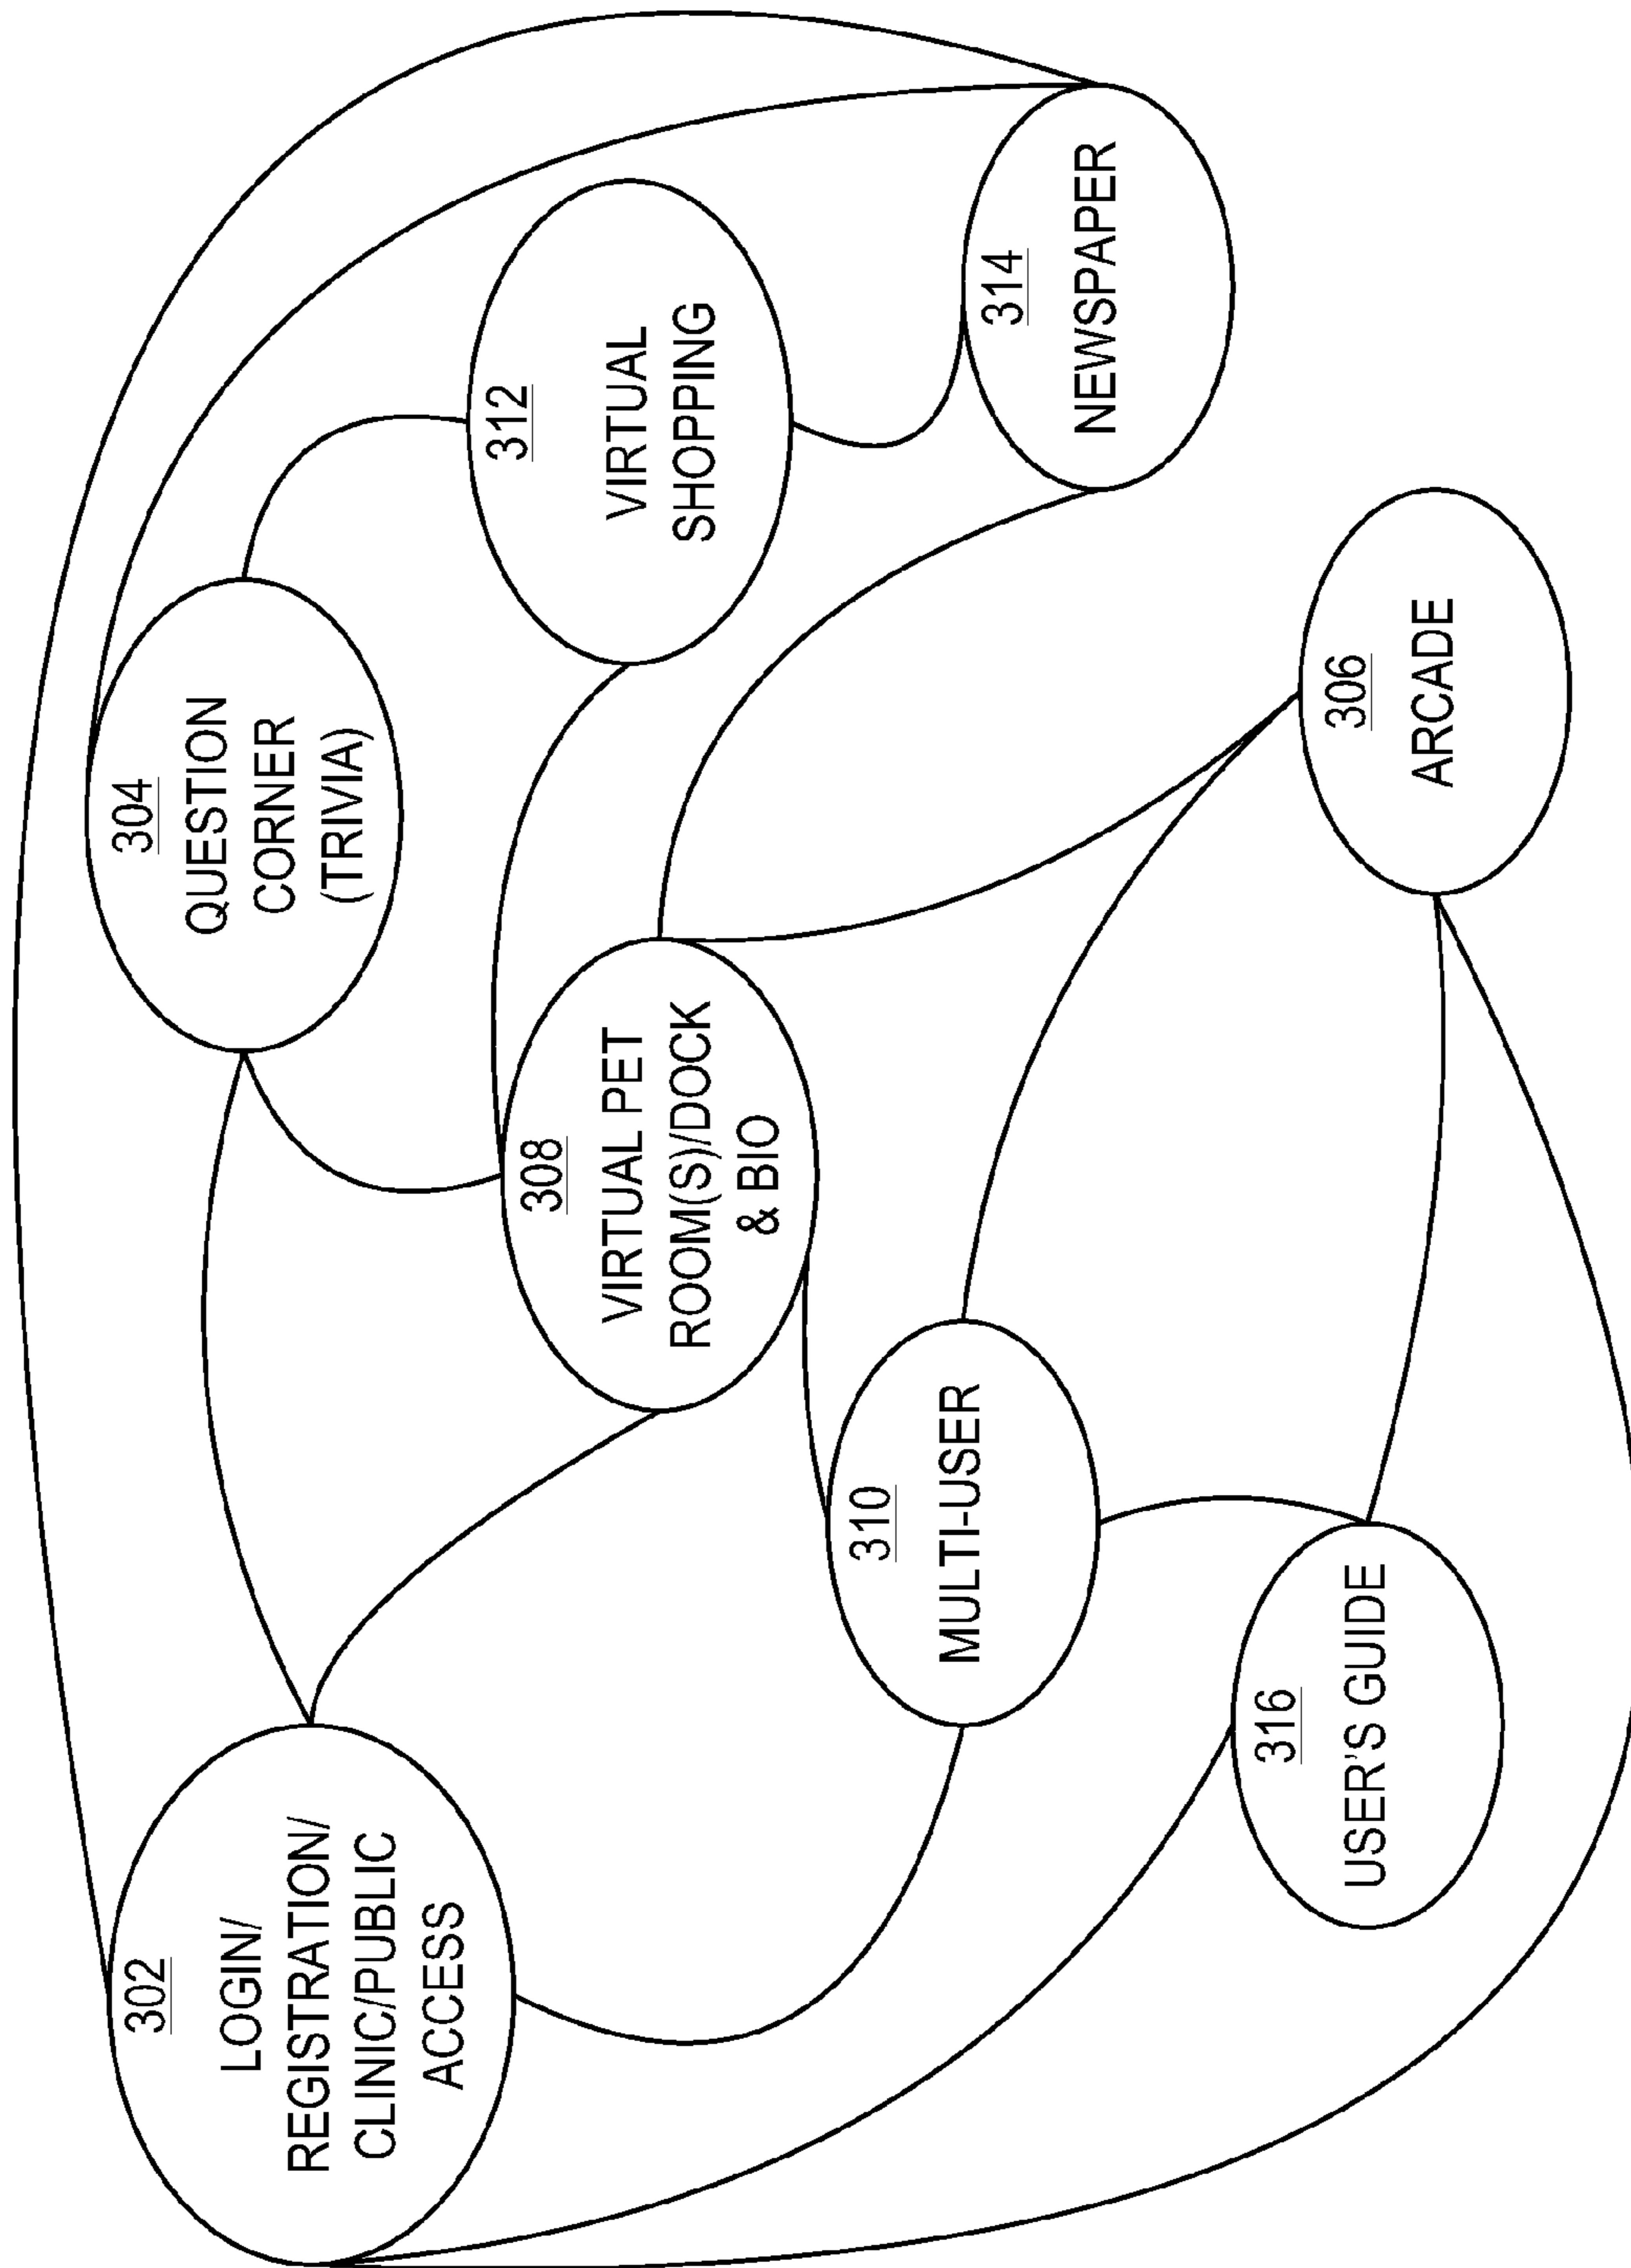 302
LOGIN/
REGISTRATION/
CLINIC/PUBLIC
ACCESS
304
QUESTION
CORNER
(TRIVIA)
308
VIRTUAL PET
ROOM(S)/DOCK
& BIO
312
VIRTUAL
SHOPPING
310
MULTI-USER
314
NEWSPAPER
316
USER'S GUIDE
306
ARCADE